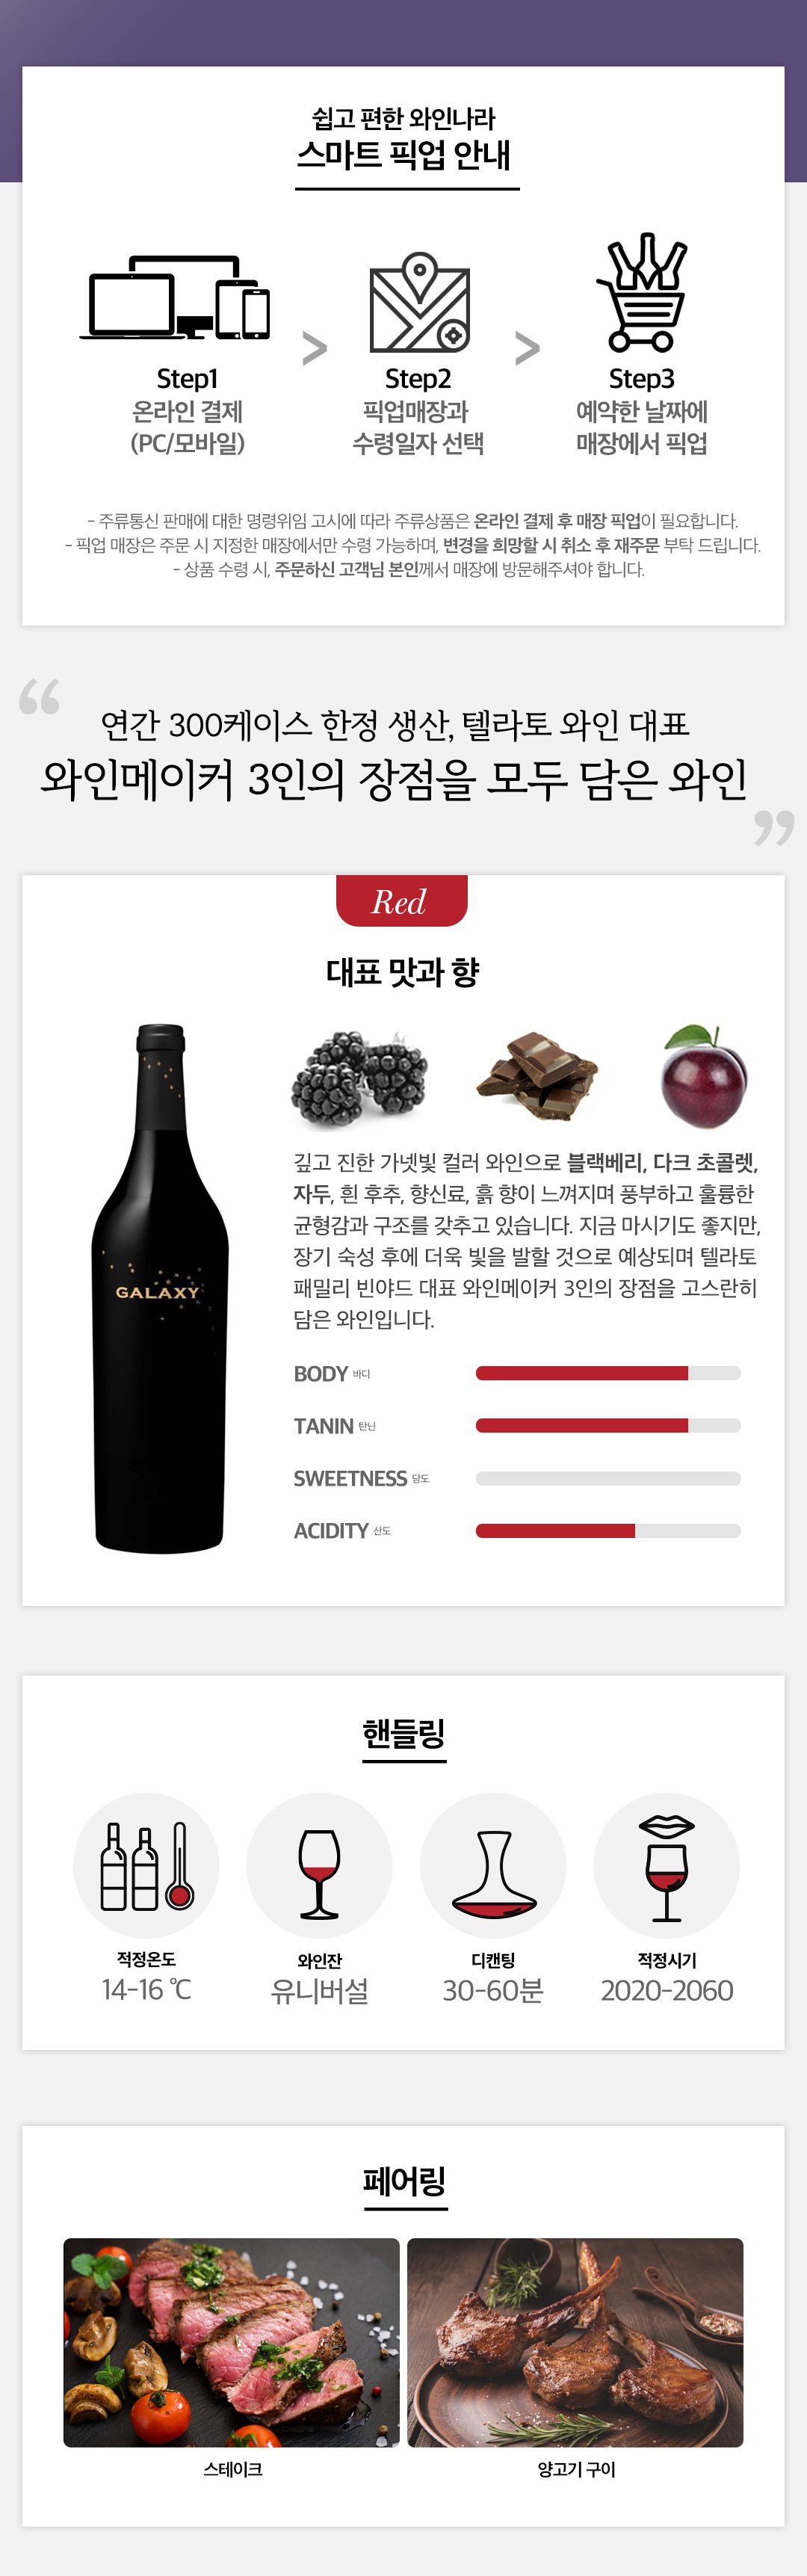 쉽고 편한 와인나라
스마트 픽업 안내
>
>
Step1
온라인 결제
(PC/모바일)
Step2
픽업매장과
수령일자 선택
Step3
예약한 날짜에
매장에서 픽업
- 주류통신 판매에 대한 명령위임 고시에 따라 주류상품은 온라인 결제 후 매장 픽업이 필요합니다.
- 픽업 매장은 주문 시 지정한 매장에서만 수령 가능하며, 변경을 희망할 시 취소 후 재주문 부탁 드립니다.
- 상품 수령 시, 주문하신 고객님 본인께서 매장에 방문해주셔야 합니다.
“
연간 300케이스 한정 생산, 텔라토 와인 대표
와인메이커 3인의 장점을 모두 담은 와인
”
Red
대표 맛과 향
GALAXY
깊고 진한 가넷빛 컬러 와인으로 블랙베리, 다크 초콜렛,
자두, 흰 후추, 향신료, 흙 향이 느껴지며 풍부하고 훌륭한
균형감과 구조를 갖추고 있습니다. 지금 마시기도 좋지만,
장기 숙성 후에 더욱 빛을 발할 것으로 예상되며 텔라토
패밀리 빈야드 대표 와인메이커 3인의 장점을 고스란히
담은 와인입니다.
BODY 바디
TANIN 탄닌
SWEETNESS 당도
ACIDITY 산도
핸들링
적정온도
14-16 ℃
와인잔
유니버설
디캔팅
30-60분
적정시기
2020-2060
페어링
스테이크
양고기 구이